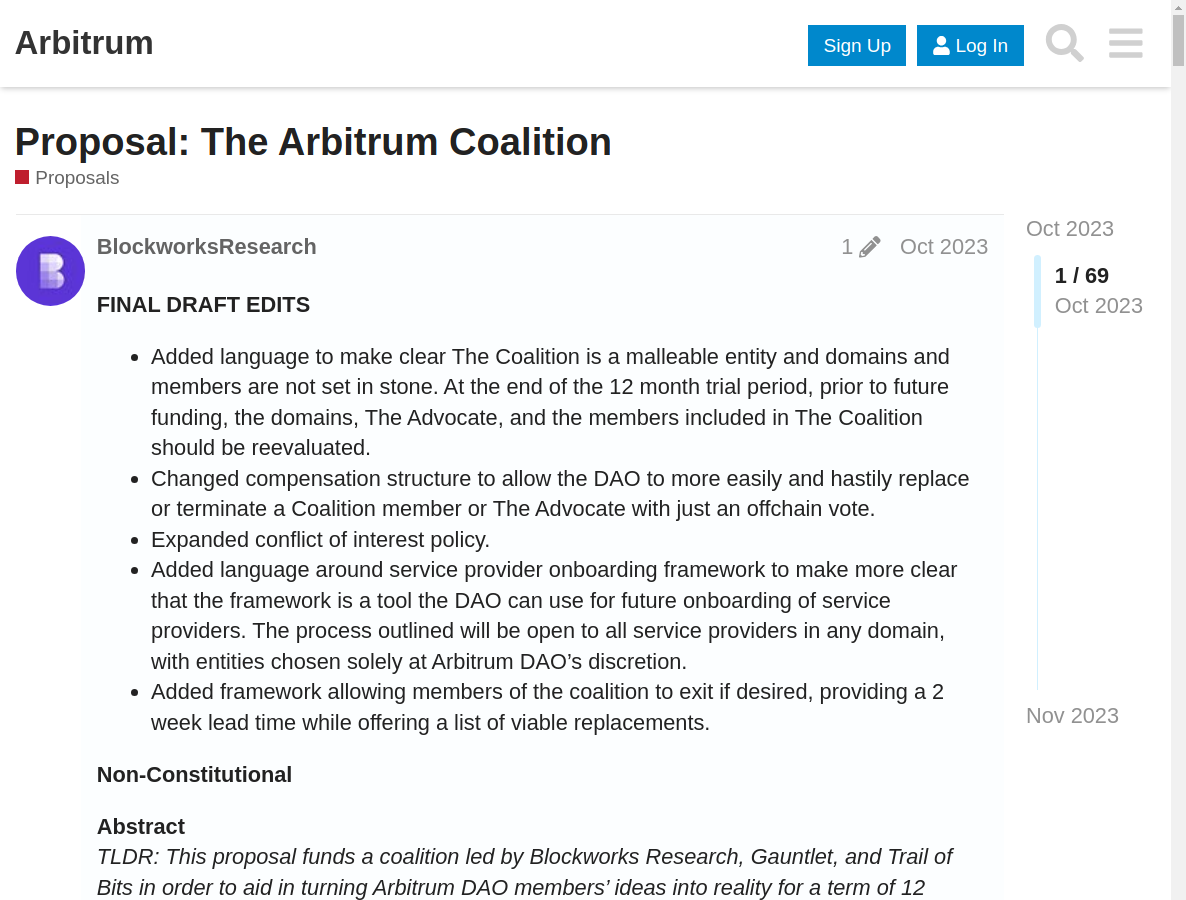 Arbitrum
Sign Up
Log In
Proposal: The Arbitrum Coalition
Proposals
BlockworksResearch
1
Oct 2023
FINAL DRAFT EDITS
Added language to make clear The Coalition is a malleable entity and domains and
members are not set in stone. At the end of the 12 month trial period, prior to future
funding, the domains, The Advocate, and the members included in The Coalition
should be reevaluated.
Changed compensation structure to allow the DAO to more easily and hastily replace
or terminate a Coalition member or The Advocate with just an offchain vote.
Expanded conflict of interest policy.
Added language around service provider onboarding framework to make more clear
that the framework is a tool the DAO can use for future onboarding of service
providers. The process outlined will be open to all service providers in any domain,
with entities chosen solely at Arbitrum DAO’s discretion.
Added framework allowing members of the coalition to exit if desired, providing a 2
week lead time while offering a list of viable replacements.
Non-Constitutional
Abstract
TLDR: This proposal funds a coalition led by Blockworks Research, Gauntlet, and Trail of
Bits in order to aid in turning Arbitrum DAO members’ ideas into reality for a term of 12
Oct 2023
1 / 69
Oct 2023
Nov 2023